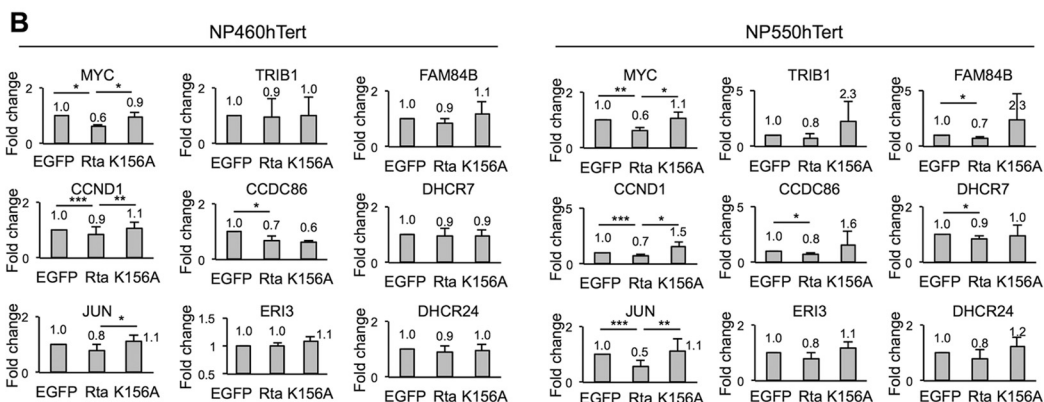 B
NP460hTert
NP550hTert
MYC
TRIB1
FAM84B
MYC
TRIB1
FAM84B
Fold change 2 0 * * 1.0 0.6 0.9
Fold change 2 0 1.0 0.9 1.0
Fold change 2 0 1.0 0.9 1.1
Fold change 2 0 ** * 1.0 0.6 1.1
Fold change 5 0 1.0 0.8 2.3
Fold change 5 0 * 1.0 0.7 2.3
EGFP Rta K156A
EGFP Rta K156A
EGFP Rta K156A
EGFP Rta K156A
EGFP Rta K156A
EGFP Rta K156A
CCND1
CCDC86
DHCR7
CCND1
CCDC86
DHCR7
Fold change 2 0 *** ** 1.0 0.9 1.1
Fold change 2 0 * 1.0 0.7 0.6
Fold change 2 0 1.0 0.9 0.9
Fold change 5 0 *** * 1.0 0.7 1.5
Fold change 5 0 * 1.0 0.8 1.6
Fold change 2 0 * 1.0 0.9 1.0
EGFP Rta K156A
EGFP Rta K156A
EGFP Rta K156A
EGFP Rta K156A
EGFP Rta K156A
EGFP Rta K156A
JUN
ERI3
DHCR24
JUN
ERI3
DHCR24
Fold change 2 0 * 1.0 0.8 1.1
Fold change 1.5 1 0.5 1.0 1.0 1.1
Fold change 2 0 1.0 0.9 1.0
Fold change 2 0 *** ** 1.0 0.5 1.1
Fold change 2 0 1.0 0.8 1.1
Fold change 2 0 1.0 0.8 1.2
EGFP Rta K156A
EGFP Rta K156A
EGFP Rta K156A
EGFP Rta K156A
EGFP Rta K156A
EGFP Rta K156A